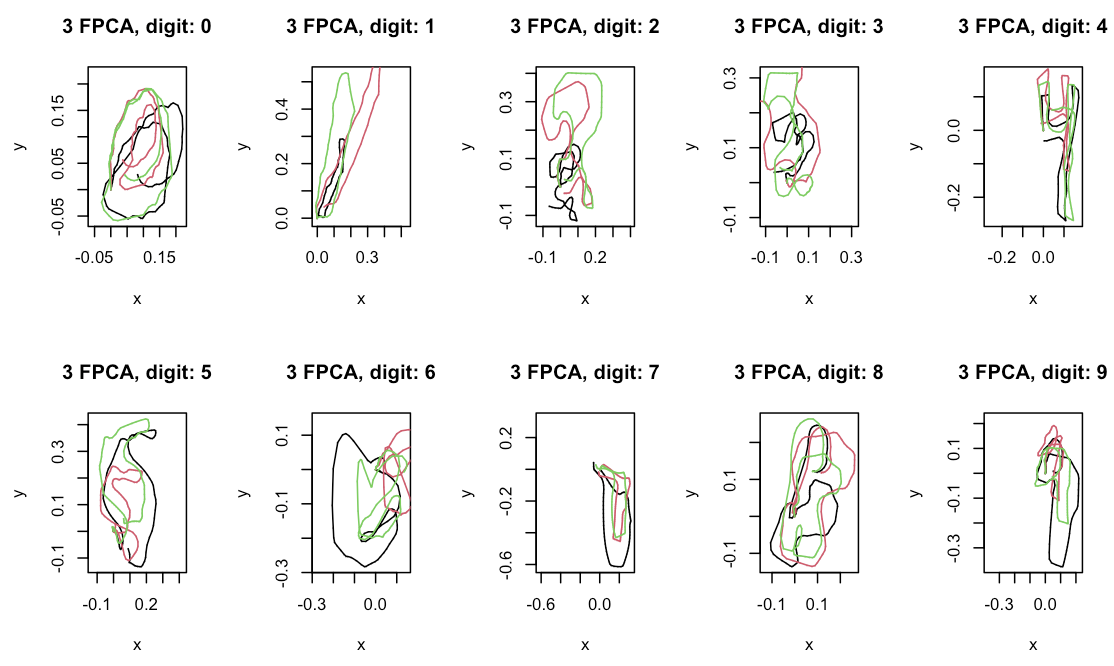 3 FPCA, digit: 0
y
-0.05 0.05 0.15
-0.05 0.15
x
3 FPCA, digit: 1
y
0.0 0.2 0.4
0.0 0.3
x
3 FPCA, digit: 2
y
-0.1 0.1 0.3
-0.1 0.2
x
3 FPCA, digit: 3
y
-0.1 0.1 0.3
-0.1 0.1 0.3
x
3 FPCA, digit: 4
y
-0.2 0.0
-0.2 0.0
x
3 FPCA, digit: 5
y
-0.1 0.1 0.3
-0.1 0.2
x
3 FPCA, digit: 6
y
-0.3 -0.1 0.1
-0.3 0.0
x
3 FPCA, digit: 7
y
-0.6 -0.2 0.2
-0.6 0.0
x
3 FPCA, digit: 8
y
-0.1 0.1
-0.1 0.1
x
3 FPCA, digit: 9
y
-0.3 -0.1 0.1
-0.3 0.0
x